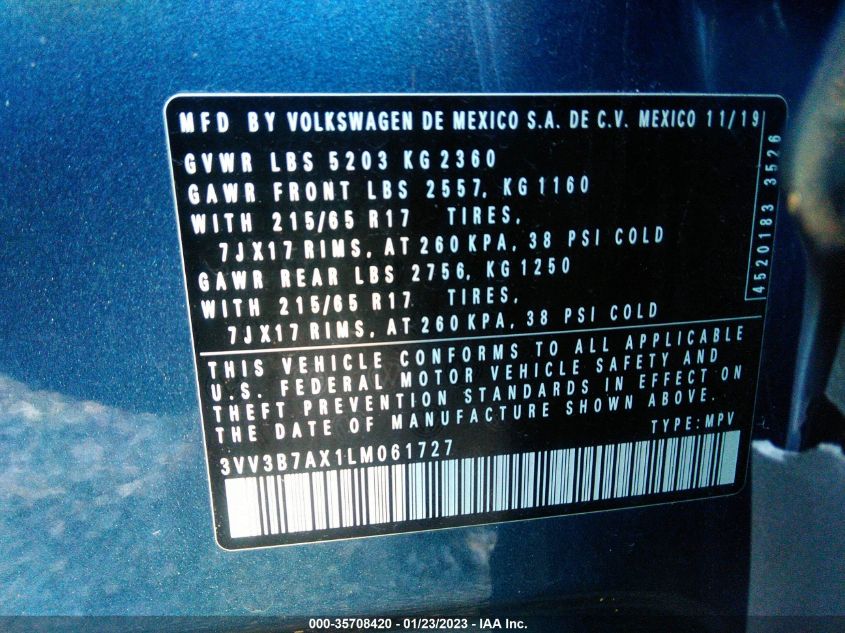 MFD BY VOLKSWAGEN DE MEXICO S.A. DE C.V. MEXICO 11/19
GVWR LBS 5203 KG 2360
GAWR FRONT LBS 2557, KG 1160
WITH 215/65 R17 TIRES,
7JX17 RIMS, AT 260 KPA, 38 PSI COLD
GAWR REAR LBS 2756, KG 1250
WITH 215/65 R17 TIRES,
7JX17 RIMS, AT 260 KPA, 38 PSI COLD
45201833526
THIS VEHICLE CONFORMS TO ALL APPLICABLE
U.S. FEDERAL MOTOR VEHICLE SAFETY AND
THEFT PREVENTION STANDARDS IN EFFECT ON
THE DATE OF MANUFACTURE SHOWN ABOVE.
TYPE: MPV
3VV3B7AX1LM061727
000-35708420 - 01/23/2023 - IAA Inc.